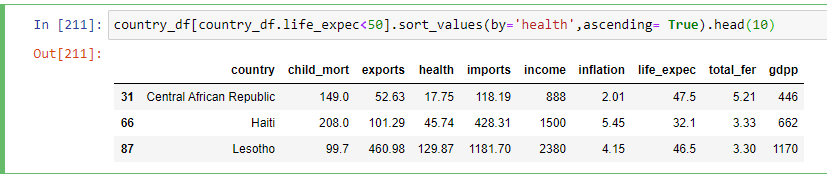 In [211]: country_df[country_df.life_expec<50].sort_values(by='health',ascending= True).head(10)
Out[211]:
country child_mort exports health imports income inflation life_expec total_fer gdpp
31 Central African Republic 149.0 52.63 17.75 118.19 888 2.01 47.5 5.21 446
66 Haiti 208.0 101.29 45.74 428.31 1500 5.45 32.1 3.33 662
87 Lesotho 99.7 460.98 129.87 1181.70 2380 4.15 46.5 3.30 1170